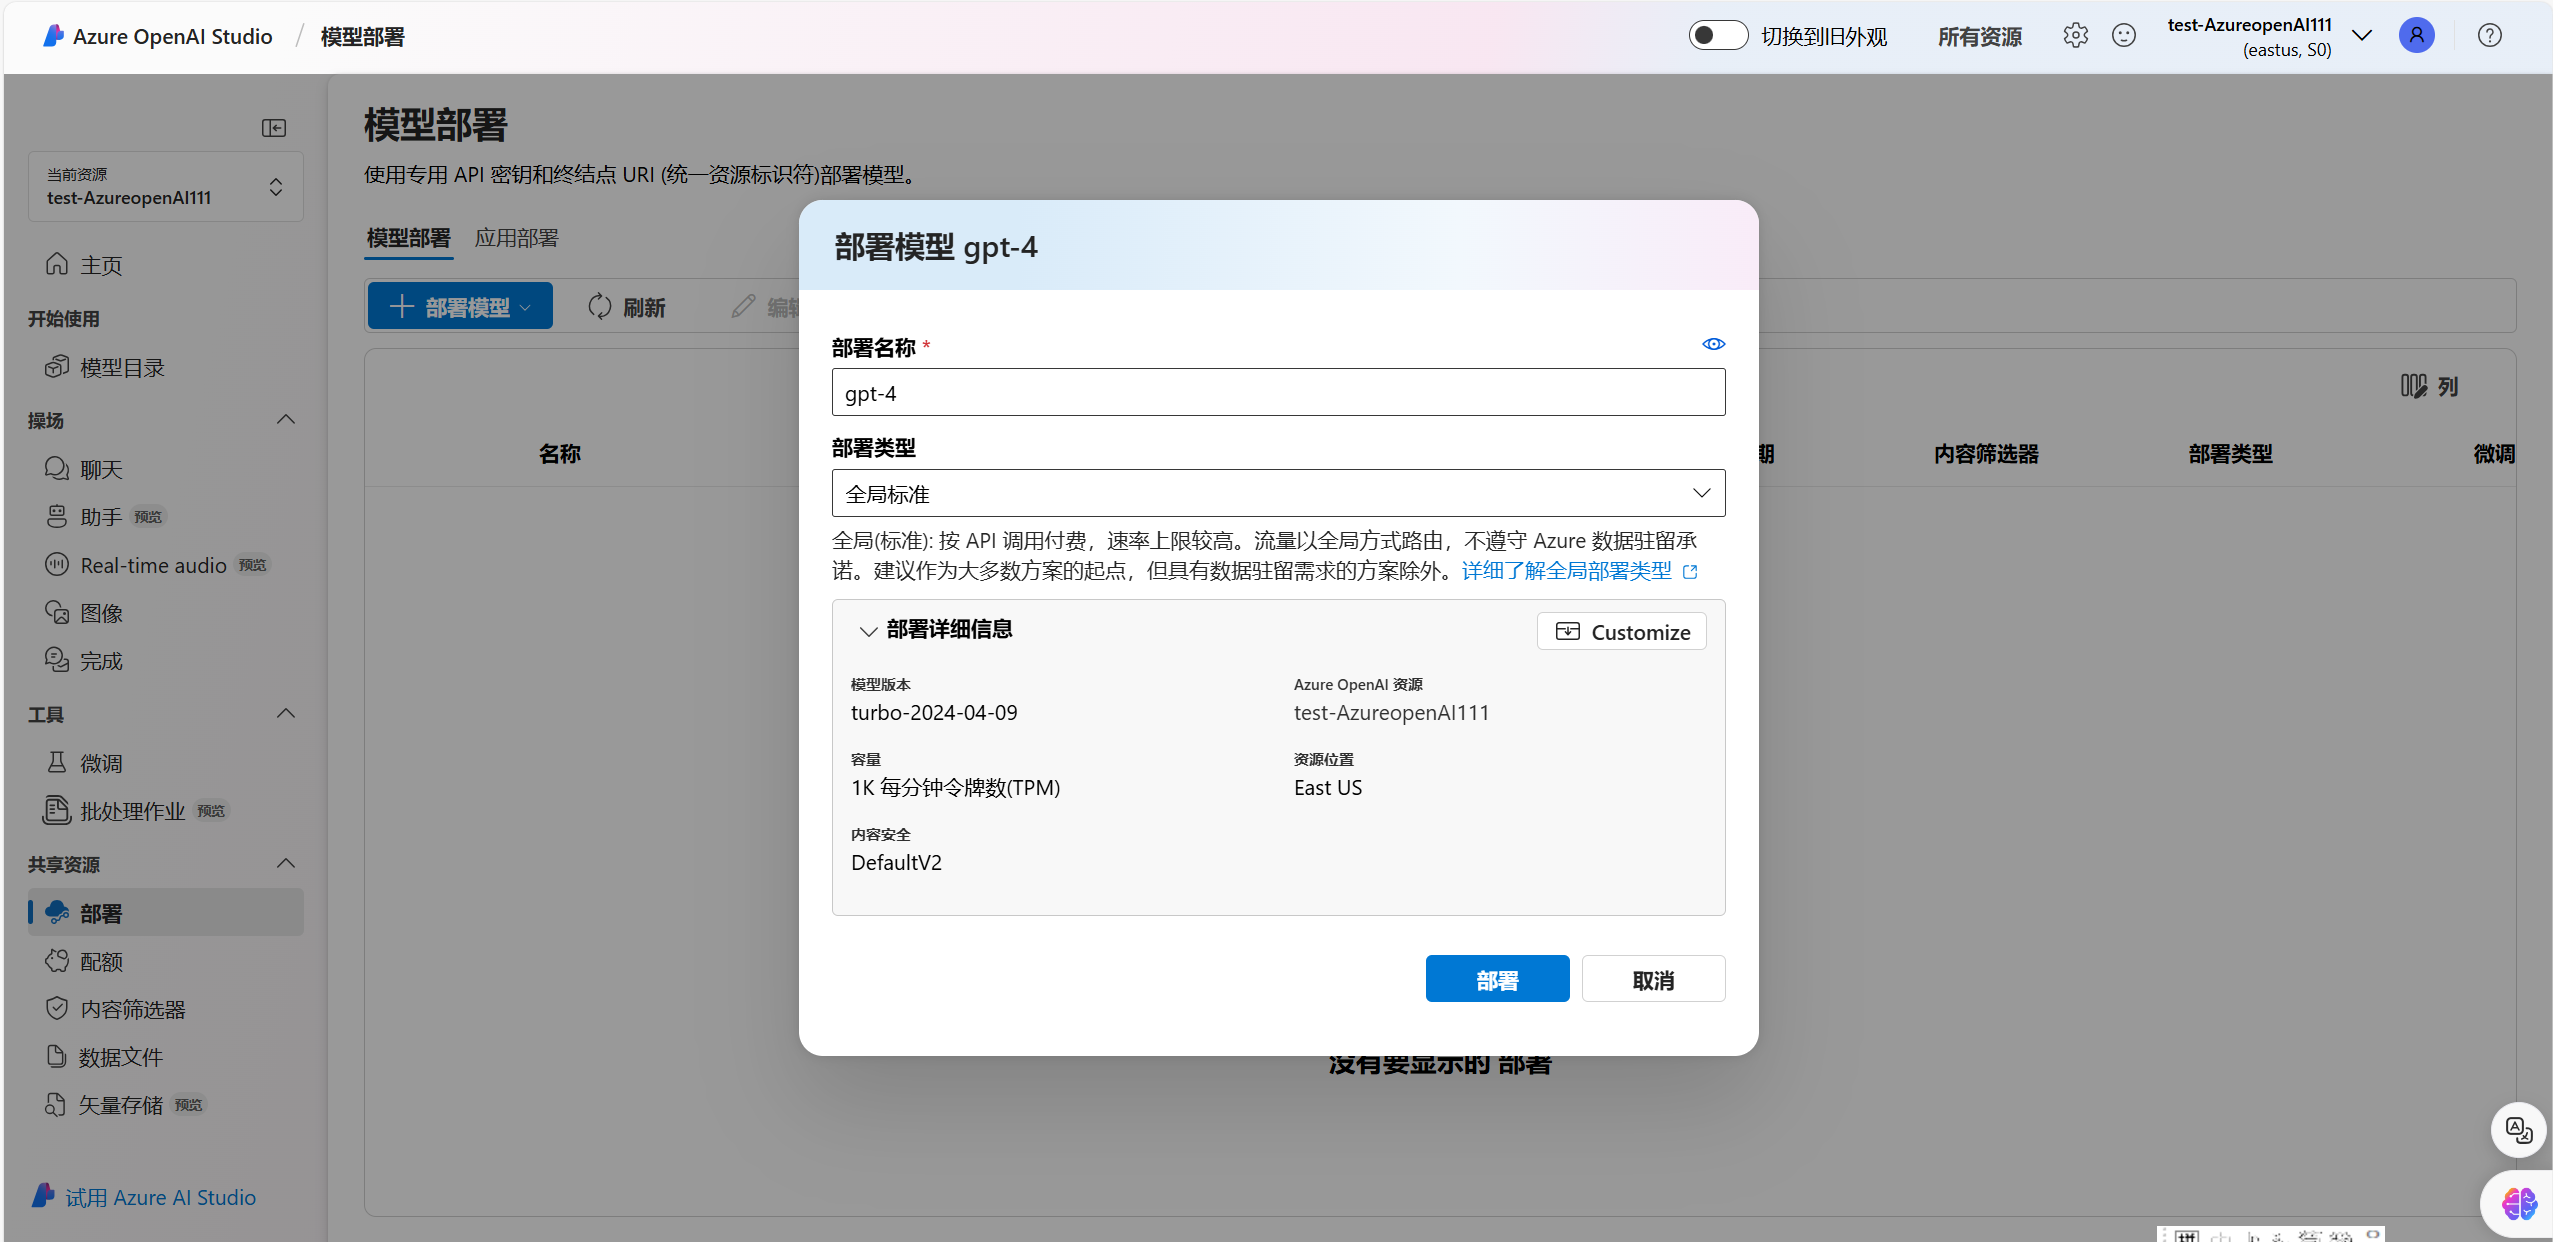 Azure OpenAI Studio / 模型部署
切换到旧外观
所有资源
test-AzureopenAI111
(eastus, S0)
当前资源
test-AzureopenAI111
主页
开始使用
模型目录
操场
聊天
助手 预览
Real-time audio 预览
图像
完成
工具
微调
批处理作业 预览
共享资源
部署
配额
内容筛选器
数据文件
矢量存储 预览
试用 Azure AI Studio
模型部署
使用专用 API 密钥和终结点 URI (统一资源标识符)部署模型。
模型部署 应用部署
部署模型 刷新 编辑
列
名称 期 内容筛选器 部署类型 微调
没有要显示的 部署
部署模型 gpt-4
部署名称 *
gpt-4
部署类型
全局标准
全局(标准): 按 API 调用付费，速率上限较高。流量以全局方式路由，不遵守 Azure 数据驻留承
诺。建议作为大多数方案的起点，但具有数据驻留需求的方案除外。详细了解全局部署类型
部署详细信息
Customize
模型版本
turbo-2024-04-09
Azure OpenAI 资源
test-AzureopenAI111
容量
1K 每分钟令牌数(TPM)
资源位置
East US
内容安全
DefaultV2
部署 取消